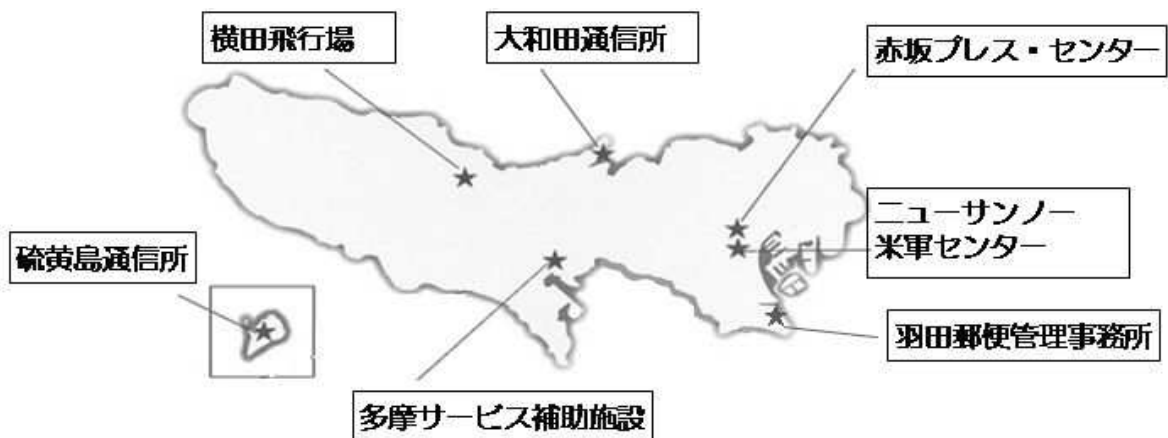 横田飛行場
大和田通信所
赤坂プレス・センター
ニューサンノー
米軍センター
硫黄島通信所
羽田郵便管理事務所
多摩サービス補助施設